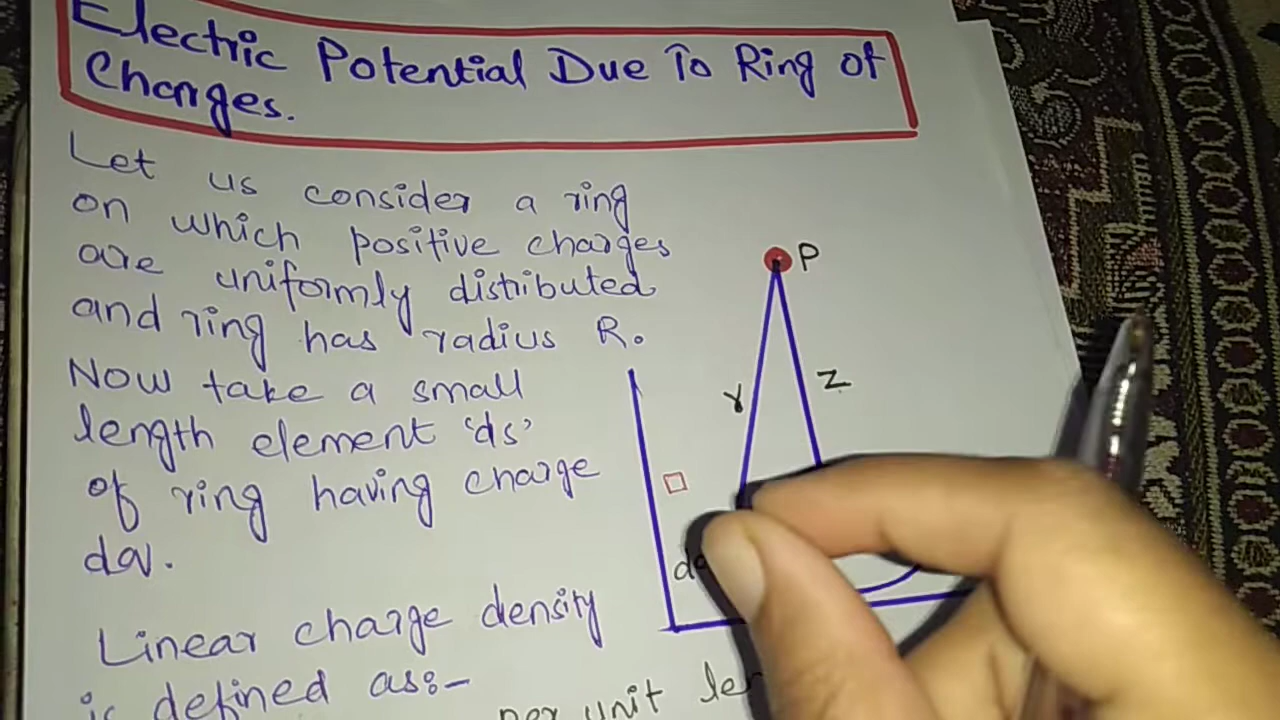 Electric Potential Due To Ring of
Charges.
Let us consider a ring
on which positive charges
are uniformly distributed
and ring has radius R.
Now take a small
length element 'ds'
of ring having charge
dq.
Linear charge density
is defined as:-
per unit
P
r
z